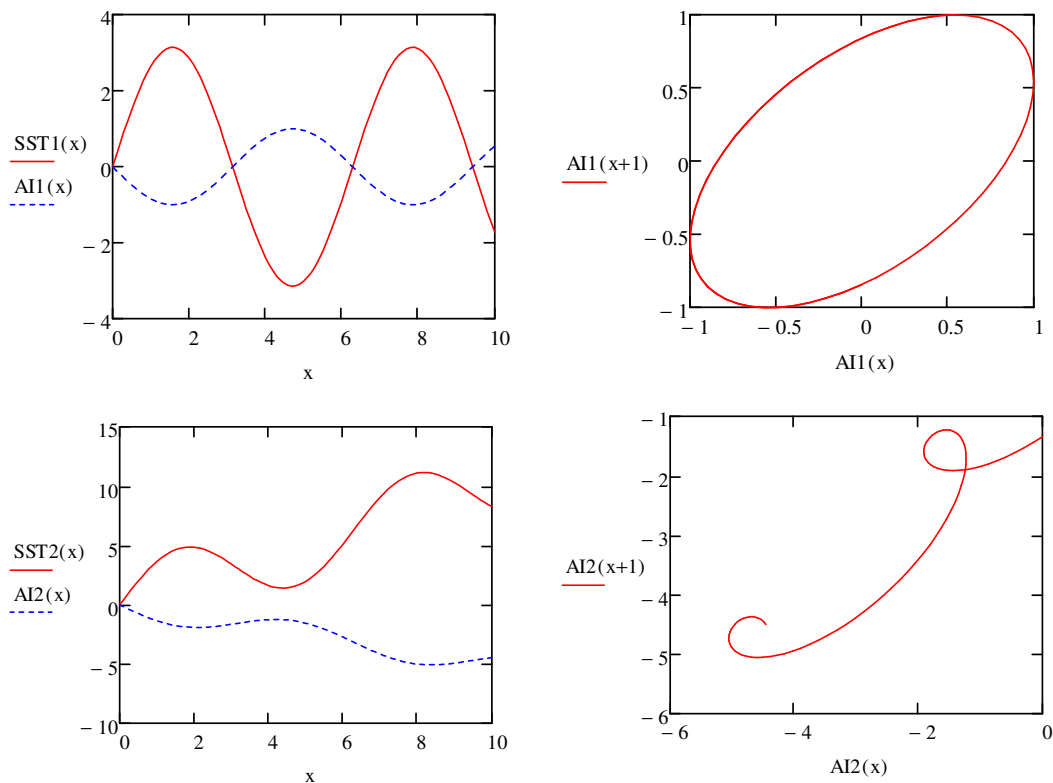 4
2
0
− 2
− 4
SST1(x)
AI1(x)
0 2 4 6 8 10
x
1
0.5
0
− 0.5
− 1
AI1(x+1)
− 1 − 0.5 0 0.5 1
AI1(x)
15
10
5
0
− 5
− 10
SST2(x)
AI2(x)
0 2 4 6 8 10
x
− 1
− 2
− 3
− 4
− 5
− 6
AI2(x+1)
− 6 − 4 − 2 0
AI2(x)